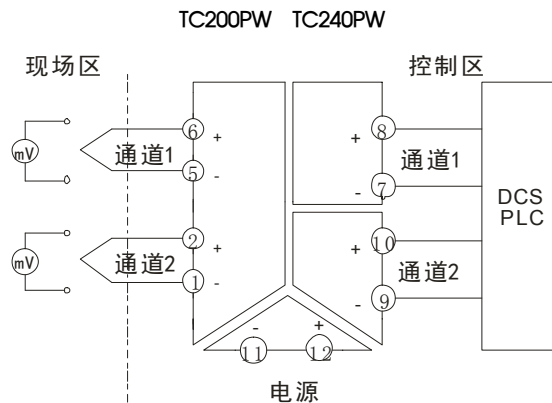 TC200PW TC240PW
现场区 控制区
6 + 8
mV 通道1 + 通道1
5 - - 7
DCS
PLC
2 + + 10
mV 通道2 通道2
1 - - 9
- +
11 12
电源